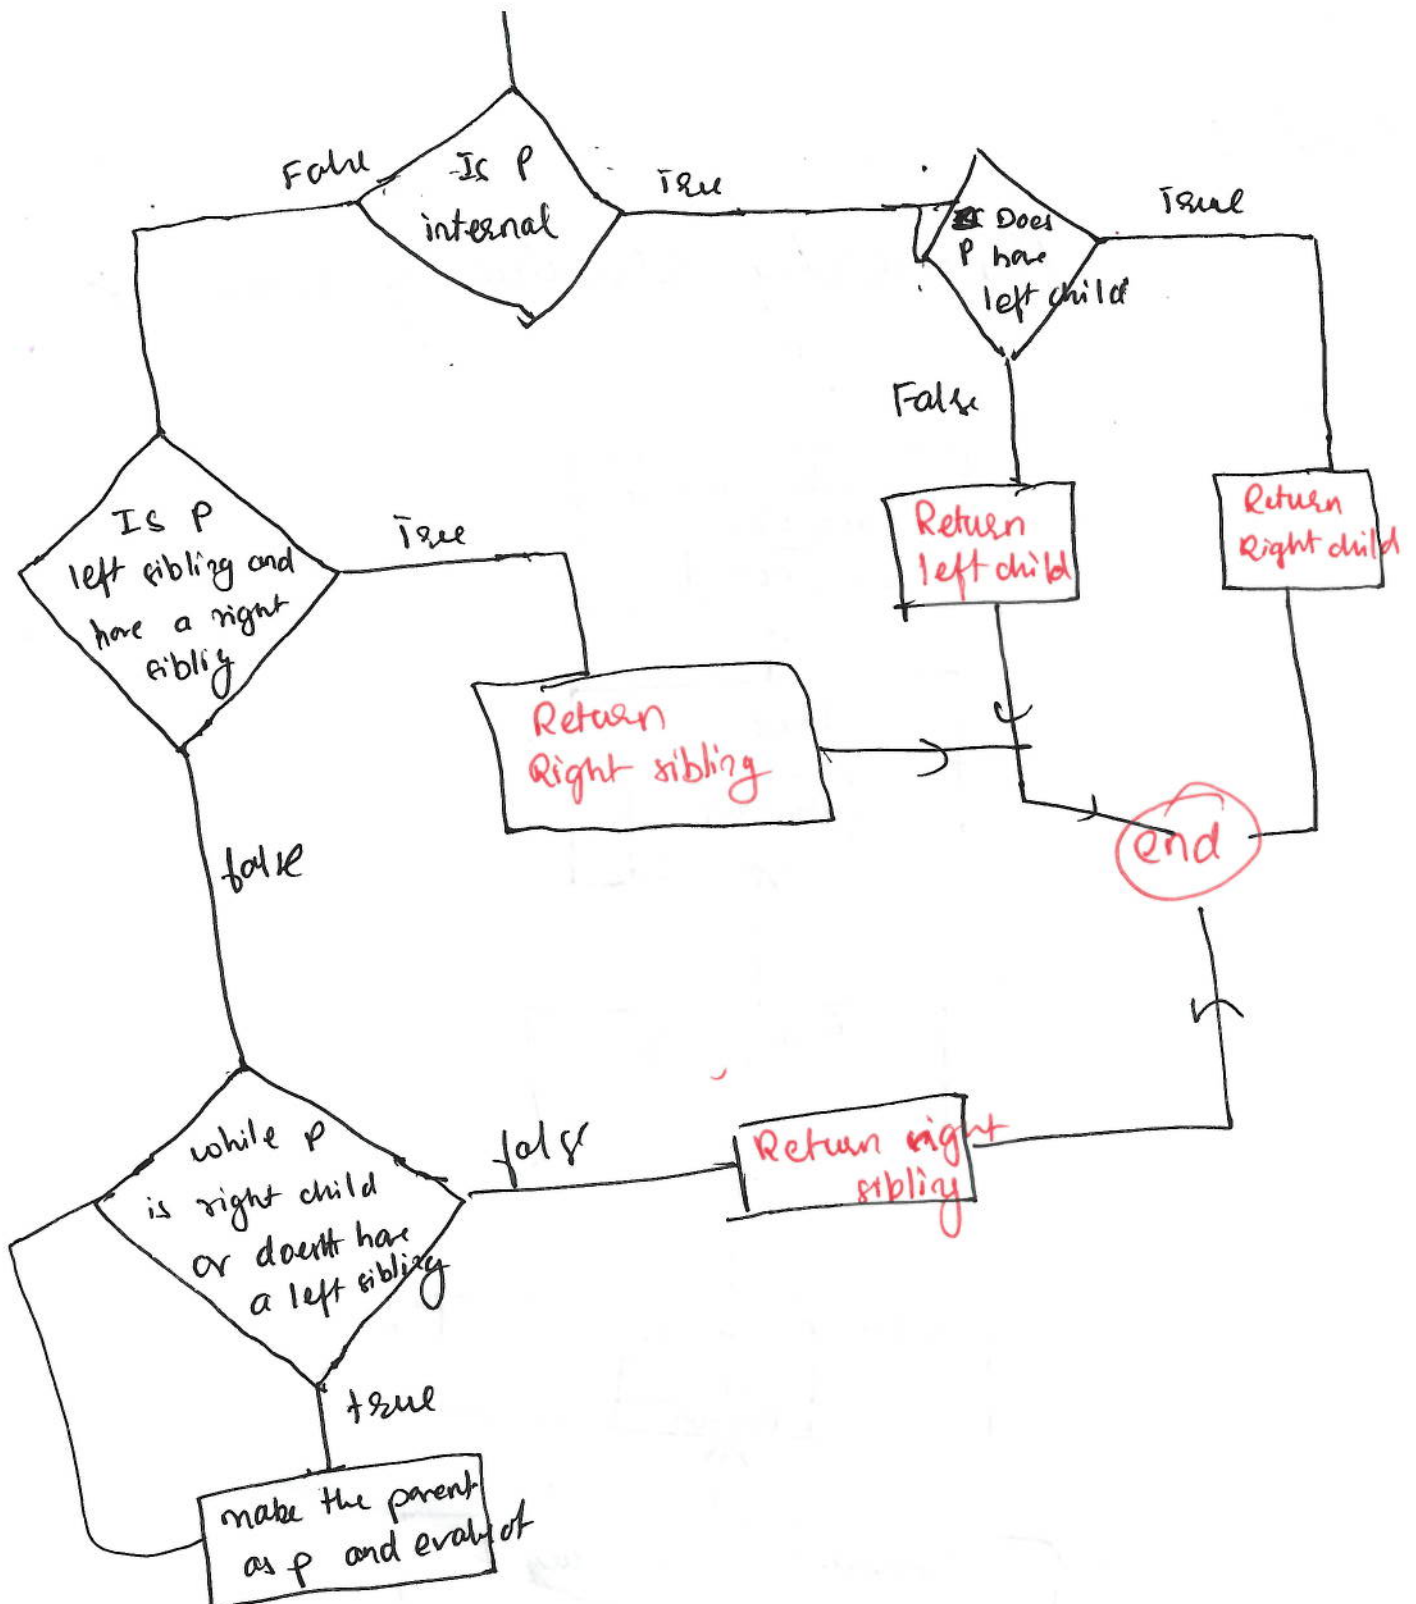 False
Is P
internal
True
Does
P have
left child
True
False
Return
left child
Return
Right child
Is P
left sibling and
have a right
siblig
True
Return
Right sibling
end
false
while P
is right child
or doesn't have
a left sibling
false
Return right
sibling
true
make the parent
as P and